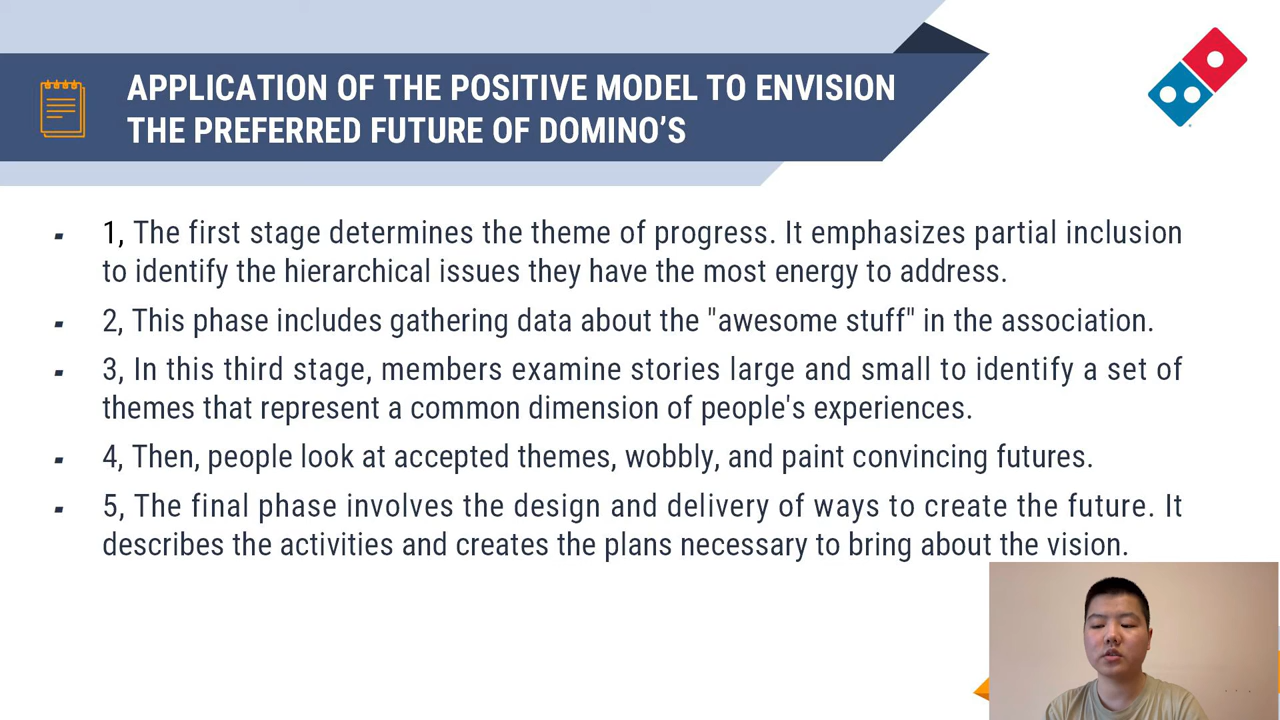 APPLICATION OF THE POSITIVE MODEL TO ENVISION
THE PREFERRED FUTURE OF DOMINO’S
- 1, The first stage determines the theme of progress. It emphasizes partial inclusion
to identify the hierarchical issues they have the most energy to address.
- 2, This phase includes gathering data about the "awesome stuff" in the association.
- 3, In this third stage, members examine stories large and small to identify a set of
themes that represent a common dimension of people's experiences.
- 4, Then, people look at accepted themes, wobbly, and paint convincing futures.
- 5, The final phase involves the design and delivery of ways to create the future. It
describes the activities and creates the plans necessary to bring about the vision.